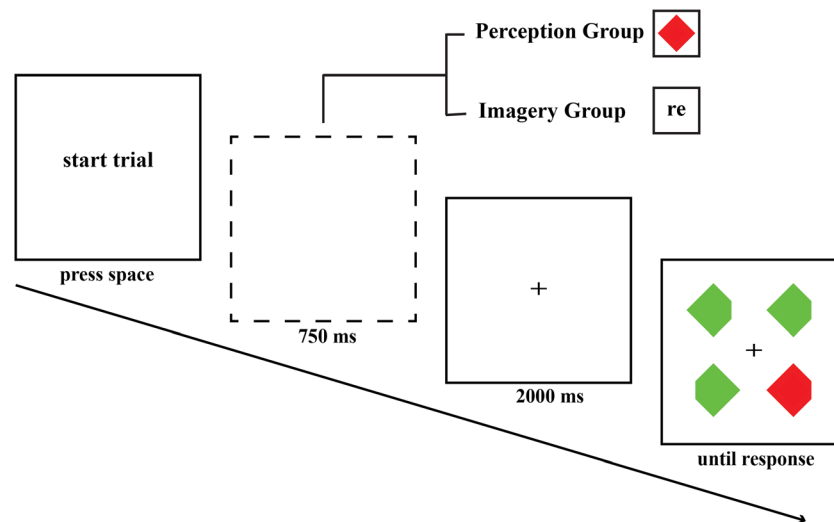 Perception Group
Imagery Group
re
start trial
press space
750 ms
+
2000 ms
+
until response